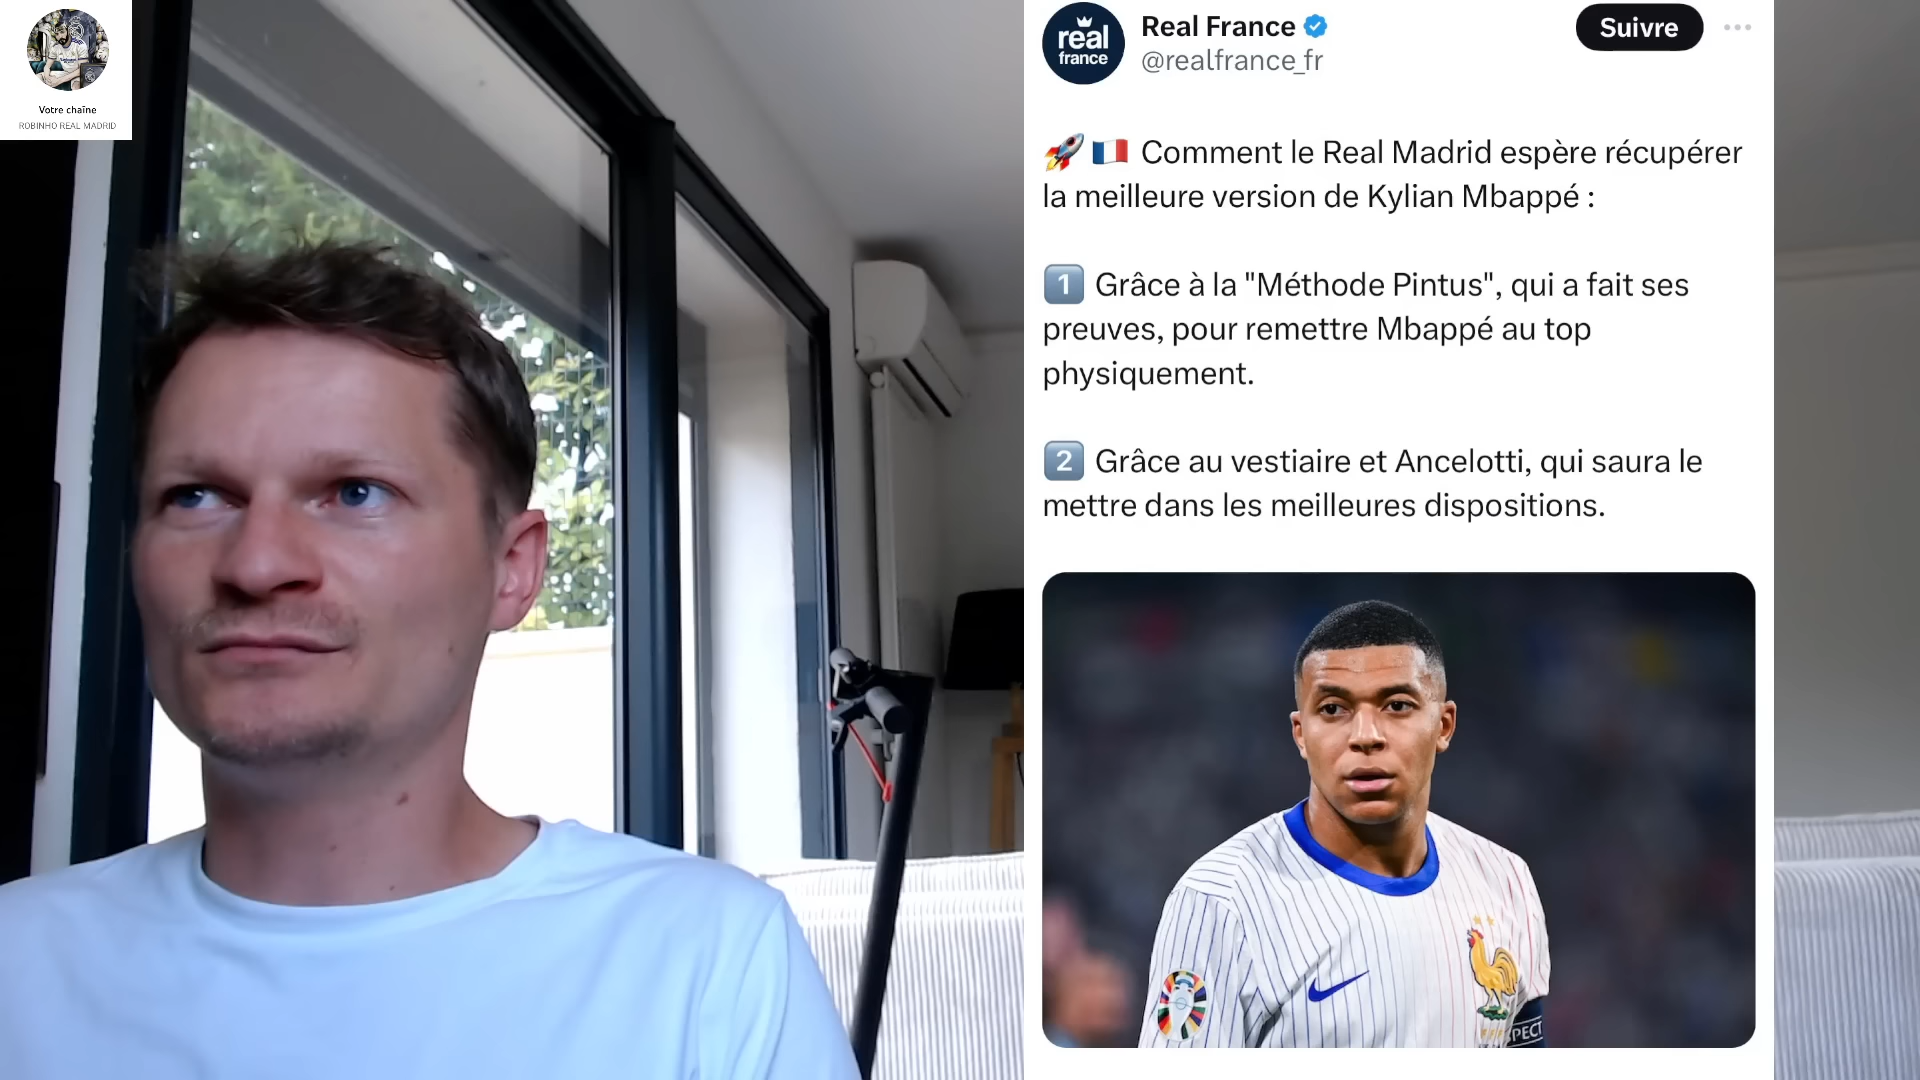 Votre chaîne
ROBINHO REAL MADRID
real
france
Real France
@realfrance_fr
Suivre
🚀🇫🇷 Comment le Real Madrid espère récupérer
la meilleure version de Kylian Mbappé :
1️⃣ Grâce à la "Méthode Pintus", qui a fait ses
preuves, pour remettre Mbappé au top
physiquement.
2️⃣ Grâce au vestiaire et Ancelotti, qui saura le
mettre dans les meilleures dispositions.